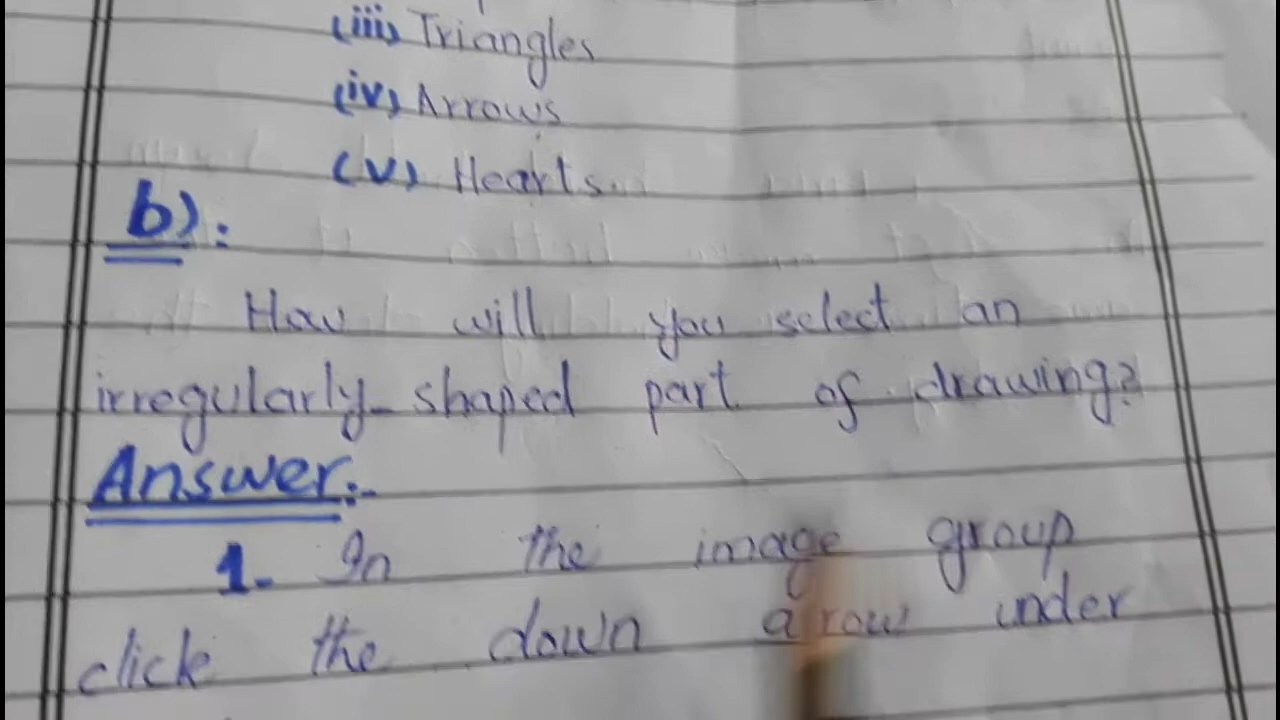 (iii) Triangles
(iv) Arrows
(v) Hearts.
b):
How will you select an
irregularly-shaped part of drawing?
Answer:-
1. In the image group
click the down arrow under